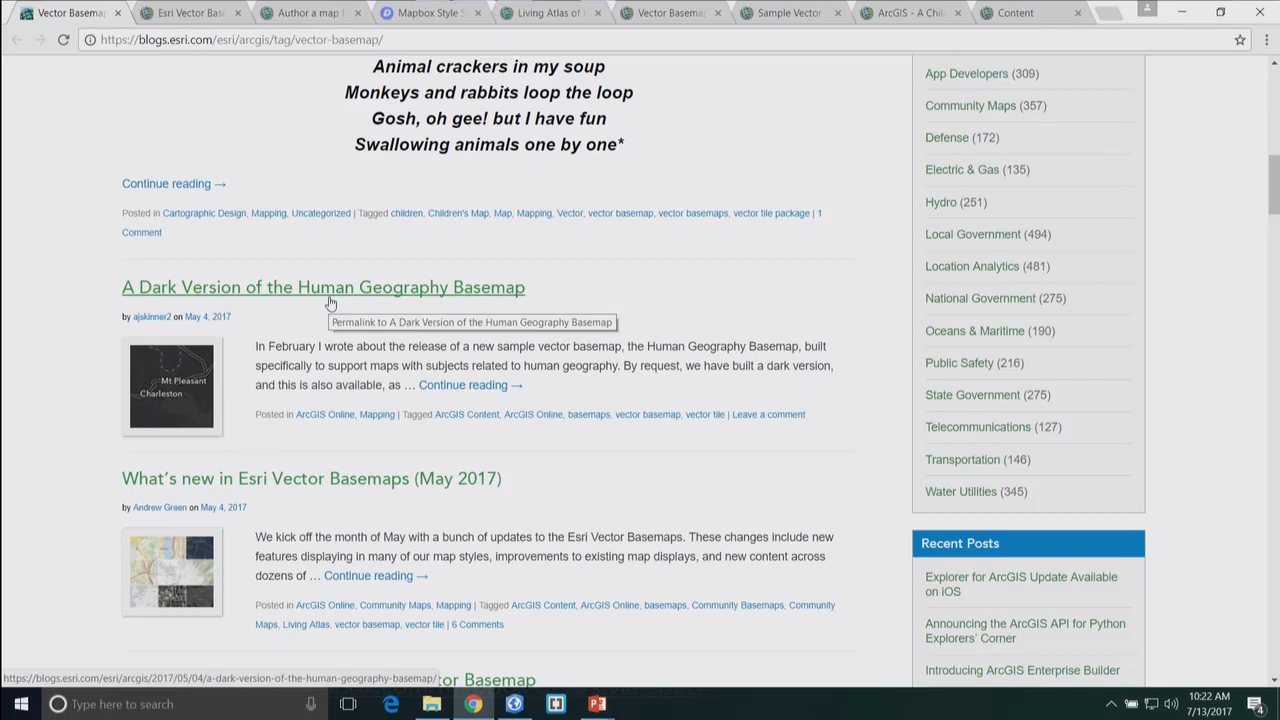 Vector Basema
Esri Vector Bas
Author a map
Mapbox Style S
Living Atlas of
Vector Basema
Sample Vector
ArcGIS - A Chil
Content
https://blogs.esri.com/esri/arcgis/tag/vector-basemap/
Animal crackers in my soup
Monkeys and rabbits loop the loop
Gosh, oh gee! but I have fun
Swallowing animals one by one*
Continue reading →
Posted in Cartographic Design, Mapping, Uncategorized | Tagged children, Children's Map, Map, Mapping, Vector, vector basemap, vector basemaps, vector tile package | 1
Comment
A Dark Version of the Human Geography Basemap
by ajskinner2 on May 4, 2017
Permalink to A Dark Version of the Human Geography Basemap
Mt Pleasant
Charleston
In February I wrote about the release of a new sample vector basemap, the Human Geography Basemap, built
specifically to support maps with subjects related to human geography. By request, we have built a dark version,
and this is also available, as … Continue reading →
Posted in ArcGIS Online, Mapping | Tagged ArcGIS Content, ArcGIS Online, basemaps, vector basemap, vector tile | Leave a comment
What's new in Esri Vector Basemaps (May 2017)
by Andrew Green on May 4, 2017
We kick off the month of May with a bunch of updates to the Esri Vector Basemaps. These changes include new
features displaying in many of our map styles, improvements to existing map displays, and new content across
dozens of … Continue reading →
Posted in ArcGIS Online, Community Maps, Mapping | Tagged ArcGIS Content, ArcGIS Online, basemaps, Community Basemaps, Community
Maps, Living Atlas, vector basemap, vector tile | 6 Comments
tor Basemap
App Developers (309)
Community Maps (357)
Defense (172)
Electric & Gas (135)
Hydro (251)
Local Government (494)
Location Analytics (481)
National Government (275)
Oceans & Maritime (190)
Public Safety (216)
State Government (275)
Telecommunications (127)
Transportation (146)
Water Utilities (345)
Recent Posts
Explorer for ArcGIS Update Available
on iOS
Announcing the ArcGIS API for Python
Explorers' Corner
Introducing ArcGIS Enterprise Builder
https://blogs.esri.com/esri/arcgis/2017/05/04/a-dark-version-of-the-human-geography-basemap/
Type here to search
10:22 AM
7/13/2017
4